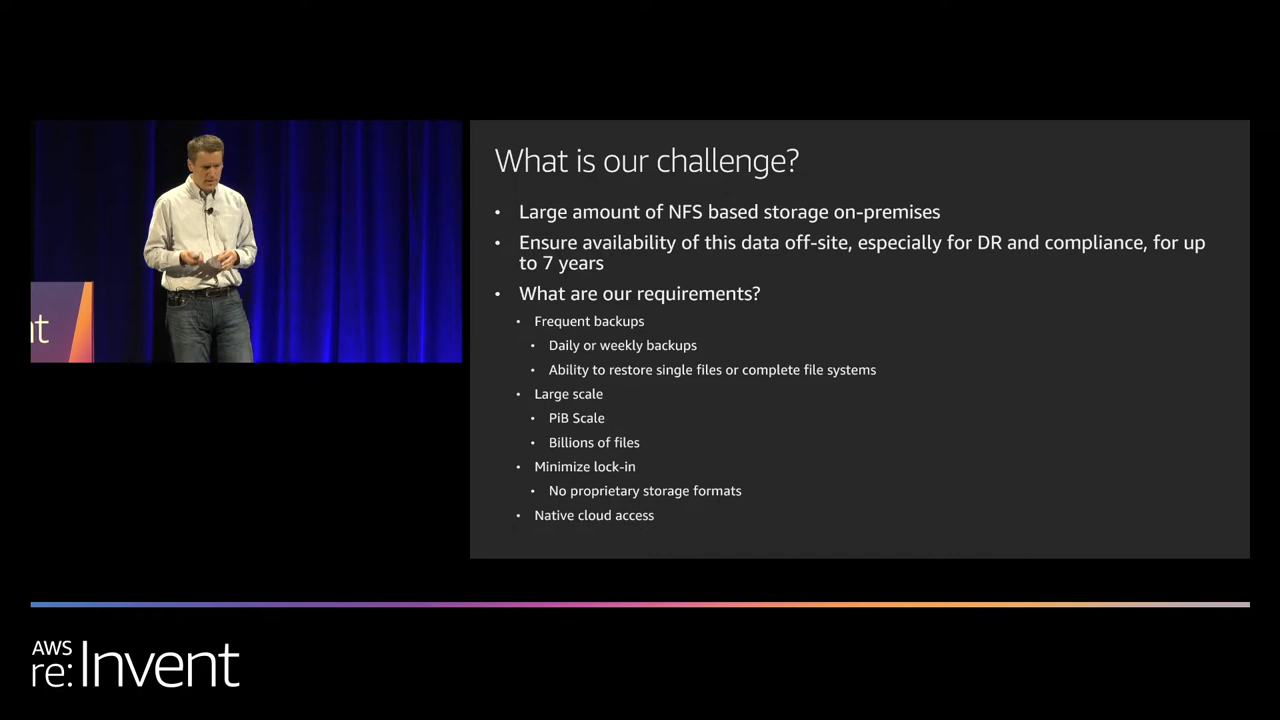 What is our challenge?
• Large amount of NFS based storage on-premises
• Ensure availability of this data off-site, especially for DR and compliance, for up
to 7 years
• What are our requirements?
• Frequent backups
• Daily or weekly backups
• Ability to restore single files or complete file systems
• Large scale
• PiB Scale
• Billions of files
• Minimize lock-in
• No proprietary storage formats
• Native cloud access
nt
AWS
re:Invent